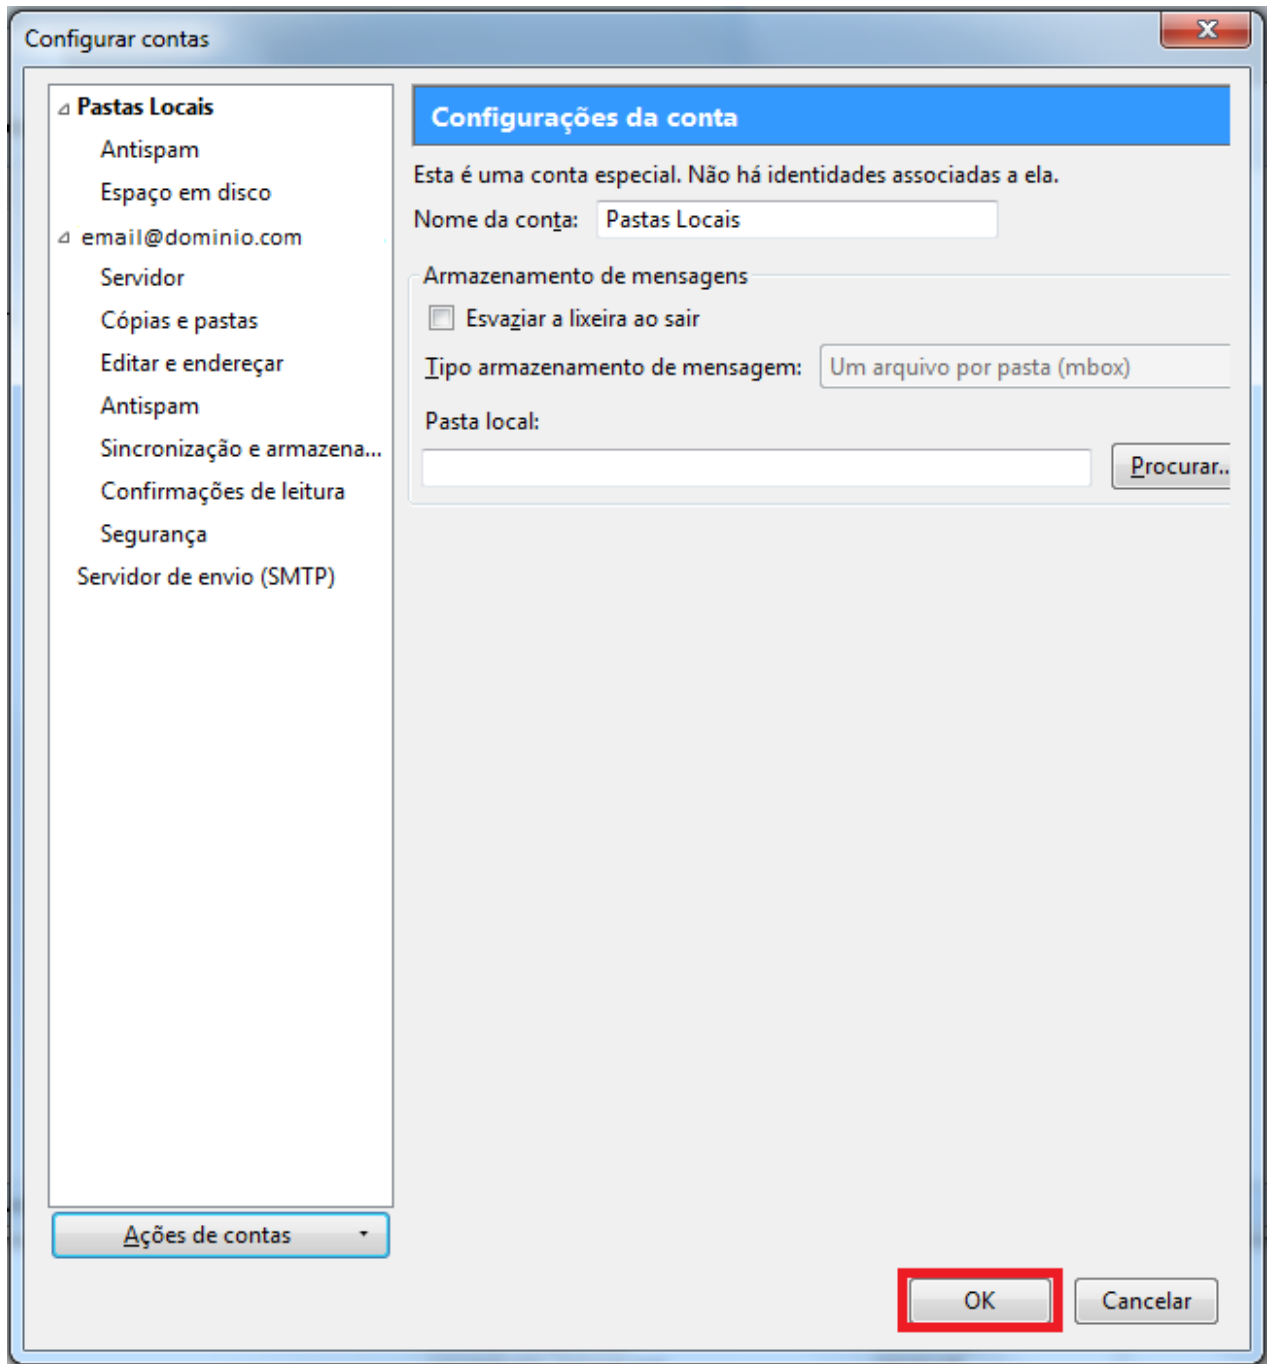 Configurar contas
Pastas Locais
Antispam
Espaço em disco
email@dominio.com
Servidor
Cópias e pastas
Editar e endereçar
Antispam
Sincronização e armazena...
Confirmações de leitura
Segurança
Servidor de envio (SMTP)
Ações de contas
Configurações da conta
Esta é uma conta especial. Não há identidades associadas a ela.
Nome da conta: Pastas Locais
Armazenamento de mensagens
Esvaziar a lixeira ao sair
Tipo armazenamento de mensagem: Um arquivo por pasta (mbox)
Pasta local:
Procurar..
OK Cancelar